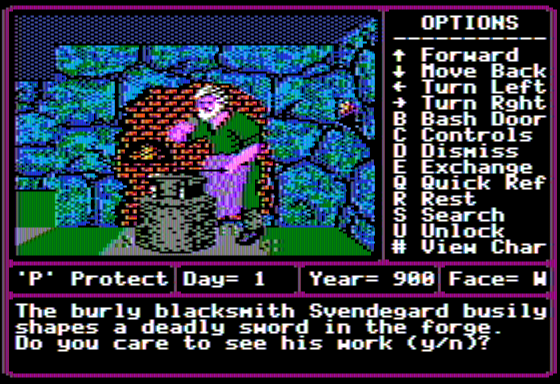 OPTIONS
------------
↑ Forward
↓ Move Back
← Turn Left
→ Turn Rght
B Bash Door
C Controls
D Dismiss
E Exchange
Q Quick Ref
R Rest
S Search
U Unlock
# View Char
'P' Protect Day= 1 Year= 900 Face= W
The burly blacksmith Svendegard busily
shapes a deadly sword in the forge.
Do you care to see his work (y/n)?